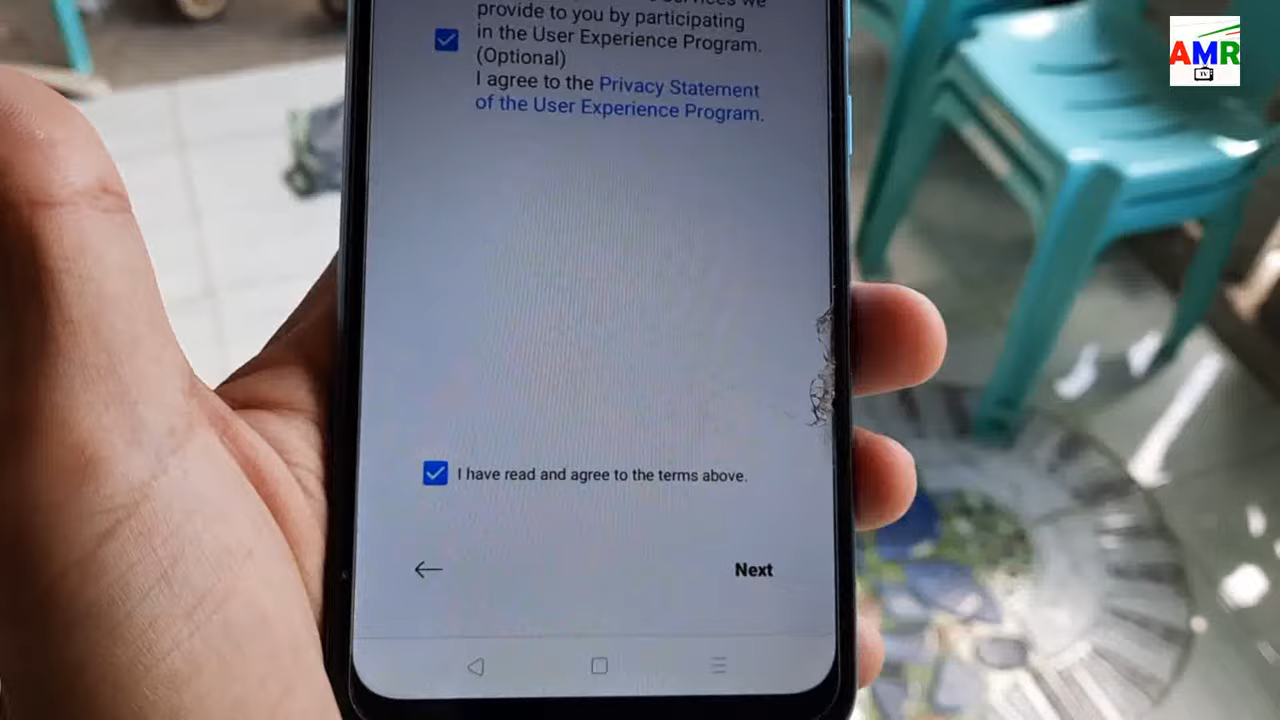 provide to you by participating
in the User Experience Program.
(Optional)
I agree to the Privacy Statement
of the User Experience Program.
I have read and agree to the terms above.
Next
AMR
TV